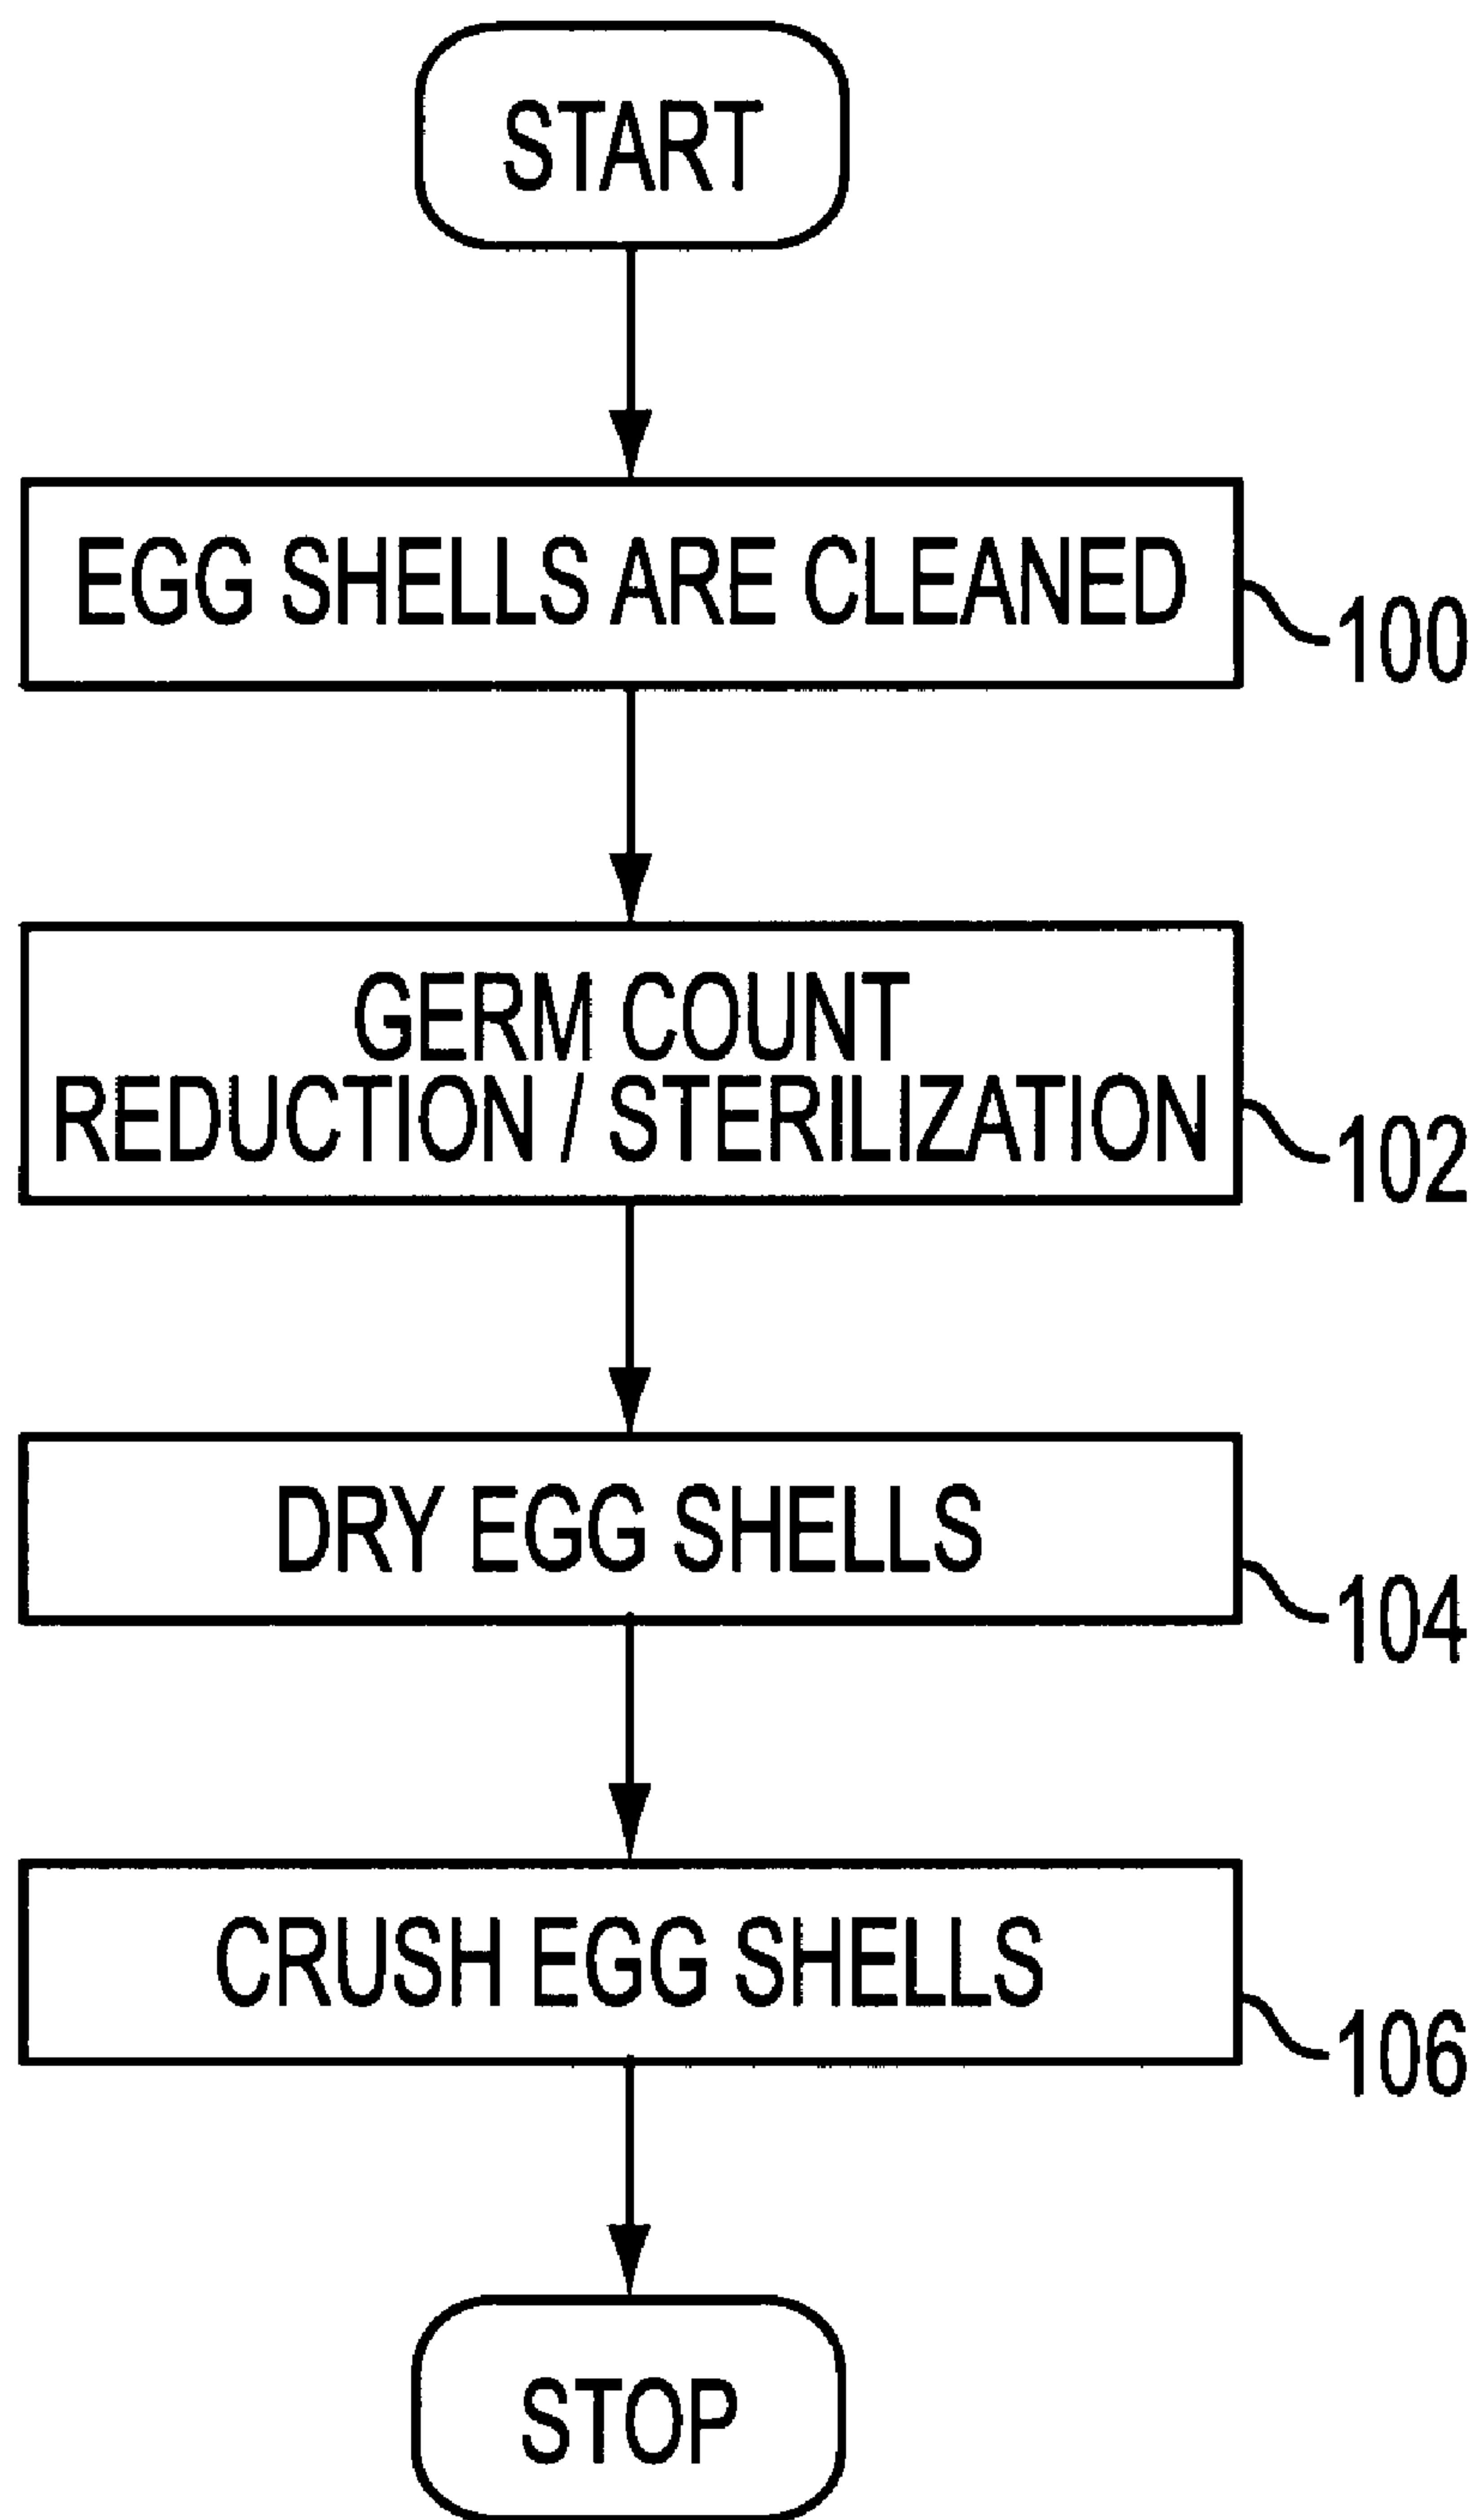 START
EGG SHELLS ARE CLEANED
100
GERM COUNT
REDUCTION / STERILIZATION
102
DRY EGG SHELLS
104
CRUSH EGG SHELLS
106
STOP